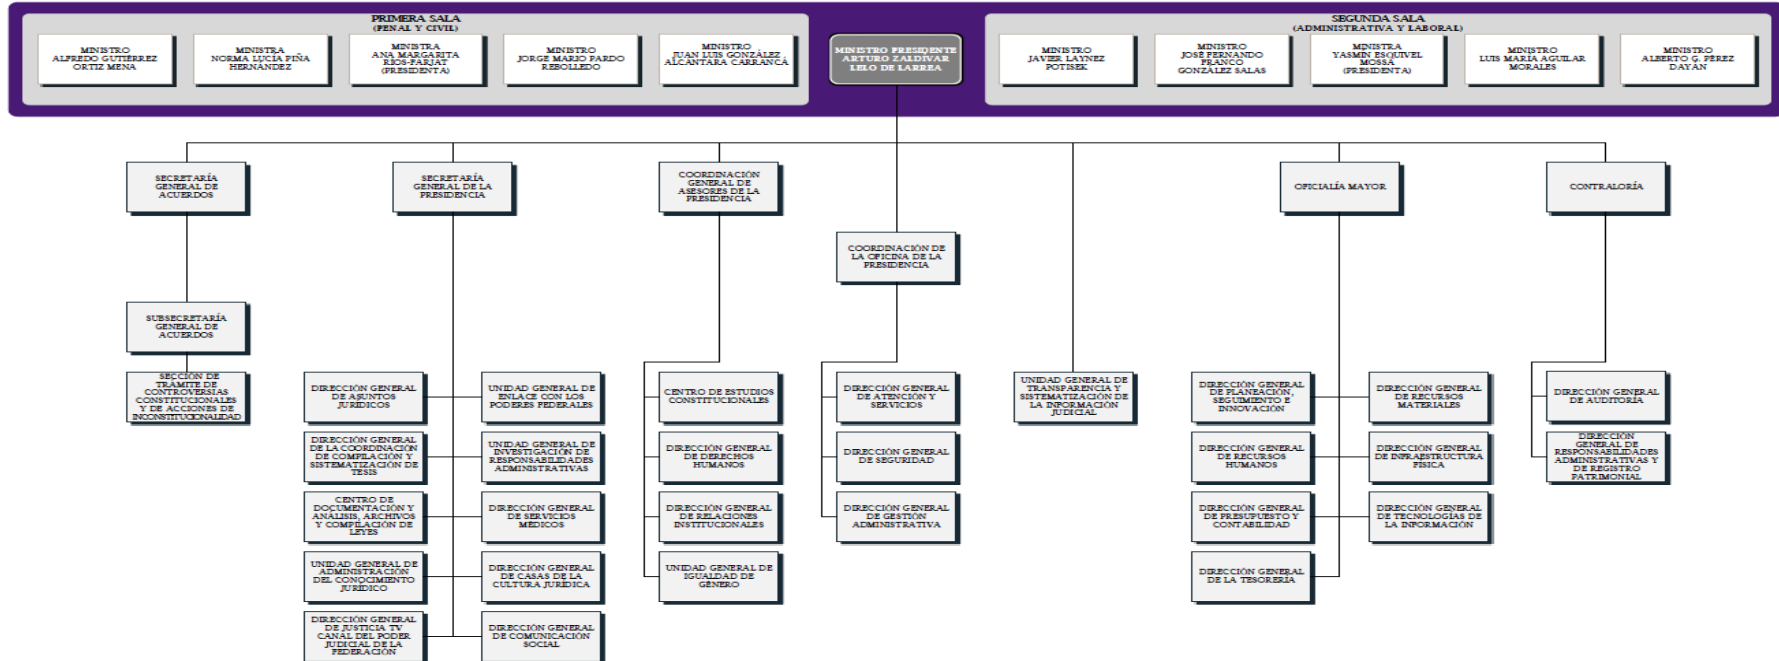 PRIMERA SALA
(PENAL Y CIVIL)
MINISTRO
ALFREDO GUTIÉRREZ
ORTIZ MENA
MINISTRA
NORMA LUCÍA PIÑA
HERNÁNDEZ
MINISTRA
ANA MARGARITA
RÍOS-FARJAT
(PRESIDENTA)
MINISTRO
JORGE MARIO PARDO
REBOLLEDO
MINISTRO
JUAN LUIS GONZÁLEZ
ALCÁNTARA CARRANCÁ
MINISTRO PRESIDENTE
ARTURO ZALDÍVAR
LELO DE LARREA
SEGUNDA SALA
(ADMINISTRATIVA Y LABORAL)
MINISTRO
JAVIER LAYNEZ
POTISEK
MINISTRO
JOSÉ FERNANDO
FRANCO
GONZÁLEZ SALAS
MINISTRA
YASMÍN ESQUIVEL
MOSSA
(PRESIDENTA)
MINISTRO
LUIS MARÍA AGUILAR
MORALES
MINISTRO
ALBERTO G. PÉREZ
DAYÁN
SECRETARÍA
GENERAL DE
ACUERDOS
SECRETARÍA
GENERAL DE LA
PRESIDENCIA
COORDINACIÓN
GENERAL DE
ASESORES DE LA
PRESIDENCIA
OFICIALÍA MAYOR
CONTRALORÍA
COORDINACIÓN DE
LA OFICINA DE LA
PRESIDENCIA
SUBSECRETARÍA
GENERAL DE
ACUERDOS
SECCIÓN DE
TRÁMITE DE
CONTROVERSIAS
CONSTITUCIONALES
Y DE ACCIONES DE
INCONSTITUCIONALIDAD
DIRECCIÓN GENERAL
DE ASUNTOS
JURÍDICOS
UNIDAD GENERAL DE
ENLACE CON LOS
PODERES FEDERALES
CENTRO DE ESTUDIOS
CONSTITUCIONALES
DIRECCIÓN GENERAL
DE ATENCIÓN Y
SERVICIOS
UNIDAD GENERAL DE
TRANSPARENCIA Y
SISTEMATIZACIÓN DE
LA INFORMACIÓN
JUDICIAL
DIRECCIÓN GENERAL
DE PLANEACIÓN,
SEGUIMIENTO E
INNOVACIÓN
DIRECCIÓN GENERAL
DE RECURSOS
MATERIALES
DIRECCIÓN GENERAL
DE AUDITORÍA
DIRECCIÓN GENERAL
DE LA COORDINACIÓN
DE COMPILACIÓN Y
SISTEMATIZACIÓN DE
TESIS
UNIDAD GENERAL DE
INVESTIGACIÓN DE
RESPONSABILIDADES
ADMINISTRATIVAS
DIRECCIÓN GENERAL
DE DERECHOS
HUMANOS
DIRECCIÓN GENERAL
DE SEGURIDAD
DIRECCIÓN GENERAL
DE RECURSOS
HUMANOS
DIRECCIÓN GENERAL
DE INFRAESTRUCTURA
FÍSICA
DIRECCIÓN
GENERAL DE
RESPONSABILIDADES
ADMINISTRATIVAS Y
DE REGISTRO
PATRIMONIAL
CENTRO DE
DOCUMENTACIÓN Y
ANÁLISIS, ARCHIVOS
Y COMPILACIÓN DE
LEYES
DIRECCIÓN GENERAL
DE SERVICIOS
MÉDICOS
DIRECCIÓN GENERAL
DE RELACIONES
INSTITUCIONALES
DIRECCIÓN GENERAL
DE GESTIÓN
ADMINISTRATIVA
DIRECCIÓN GENERAL
DE PRESUPUESTO Y
CONTABILIDAD
DIRECCIÓN GENERAL
DE TECNOLOGÍAS DE
LA INFORMACIÓN
UNIDAD GENERAL DE
ADMINISTRACIÓN
DEL CONOCIMIENTO
JURÍDICO
DIRECCIÓN GENERAL
DE CASAS DE LA
CULTURA JURÍDICA
UNIDAD GENERAL DE
IGUALDAD DE
GÉNERO
DIRECCIÓN GENERAL
DE LA TESORERÍA
DIRECCIÓN GENERAL
DE JUSTICIA TV
CANAL DEL PODER
JUDICIAL DE LA
FEDERACIÓN
DIRECCIÓN GENERAL
DE COMUNICACIÓN
SOCIAL